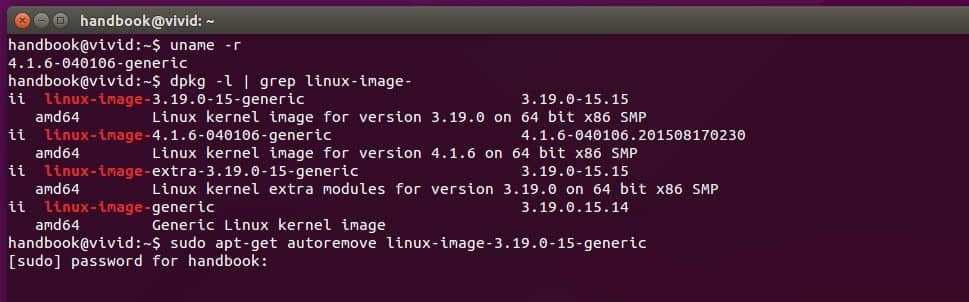 handbook@vivid: ~
handbook@vivid:~$ uname -r
4.1.6-040106-generic
handbook@vivid:~$ dpkg -l | grep linux-image-
ii  linux-image-3.19.0-15-generic                        3.19.0-15.15
   amd64        Linux kernel image for version 3.19.0 on 64 bit x86 SMP
ii  linux-image-4.1.6-040106-generic                     4.1.6-040106.201508170230
   amd64        Linux kernel image for version 4.1.6 on 64 bit x86 SMP
ii  linux-image-extra-3.19.0-15-generic                  3.19.0-15.15
   amd64        Linux kernel extra modules for version 3.19.0 on 64 bit x86 SMP
ii  linux-image-generic                                  3.19.0.15.14
   amd64        Generic Linux kernel image
handbook@vivid:~$ sudo apt-get autoremove linux-image-3.19.0-15-generic
[sudo] password for handbook: